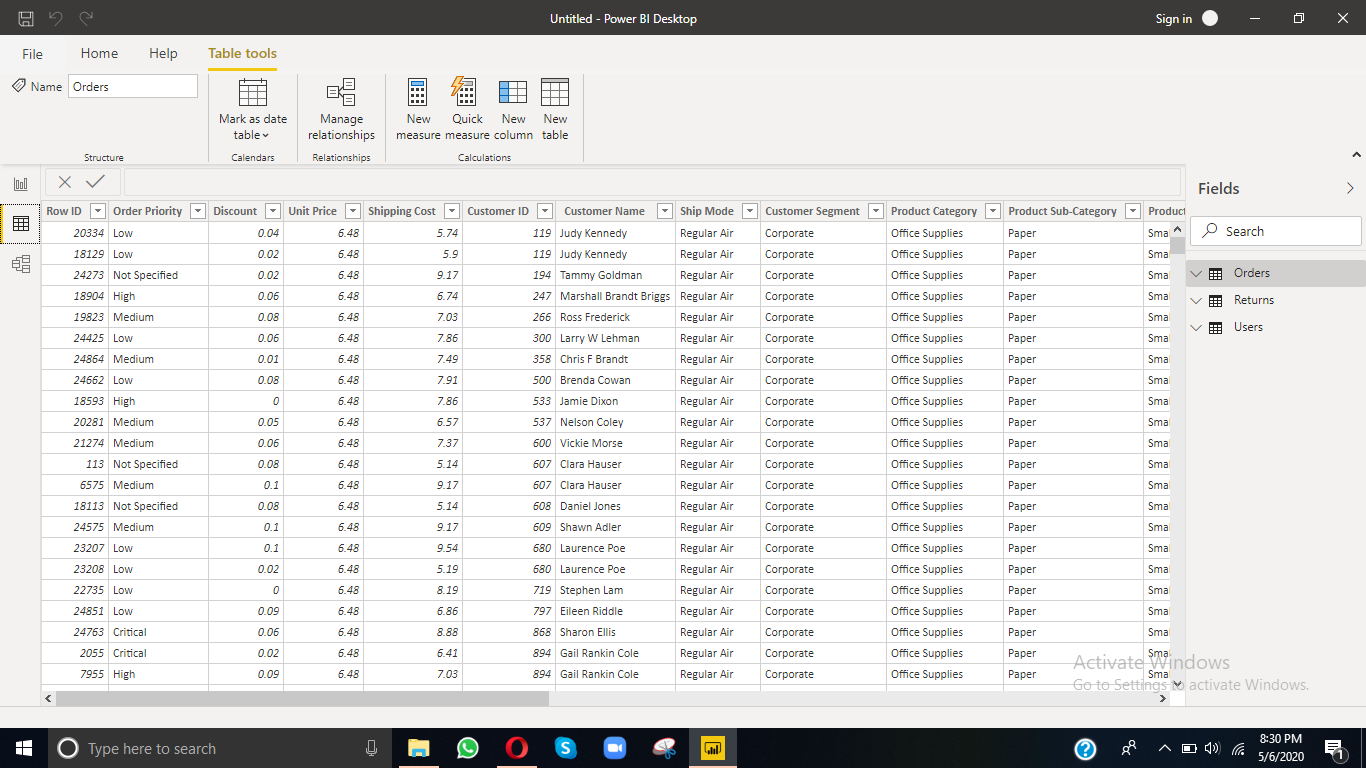 Untitled - Power BI Desktop
Sign in
File Home Help Table tools
Name Orders
Mark as date table
Manage relationships
New measure
Quick measure
New column
New table
Structure Calendars Relationships Calculations
Fields
Search
Orders
Returns
Users
Row ID Order Priority Discount Unit Price Shipping Cost Customer ID Customer Name Ship Mode Customer Segment Product Category Product Sub-Category Product
20334 Low 0.04 6.48 5.74 119 Judy Kennedy Regular Air Corporate Office Supplies Paper Sma
18129 Low 0.02 6.48 5.9 119 Judy Kennedy Regular Air Corporate Office Supplies Paper Sma
24273 Not Specified 0.02 6.48 9.17 194 Tammy Goldman Regular Air Corporate Office Supplies Paper Sma
18904 High 0.06 6.48 6.74 247 Marshall Brandt Briggs Regular Air Corporate Office Supplies Paper Sma
19823 Medium 0.08 6.48 7.03 266 Ross Frederick Regular Air Corporate Office Supplies Paper Sma
24425 Low 0.06 6.48 7.86 300 Larry W Lehman Regular Air Corporate Office Supplies Paper Sma
24864 Medium 0.01 6.48 7.49 358 Chris F Brandt Regular Air Corporate Office Supplies Paper Sma
24662 Low 0.08 6.48 7.91 500 Brenda Cowan Regular Air Corporate Office Supplies Paper Sma
18593 High 0 6.48 7.86 533 Jamie Dixon Regular Air Corporate Office Supplies Paper Sma
20281 Medium 0.05 6.48 6.57 537 Nelson Coley Regular Air Corporate Office Supplies Paper Sma
21274 Medium 0.06 6.48 7.37 600 Vickie Morse Regular Air Corporate Office Supplies Paper Sma
113 Not Specified 0.08 6.48 5.14 607 Clara Hauser Regular Air Corporate Office Supplies Paper Sma
6575 Medium 0.1 6.48 9.17 607 Clara Hauser Regular Air Corporate Office Supplies Paper Sma
18113 Not Specified 0.08 6.48 5.14 608 Daniel Jones Regular Air Corporate Office Supplies Paper Sma
24575 Medium 0.1 6.48 9.17 609 Shawn Adler Regular Air Corporate Office Supplies Paper Sma
23207 Low 0.1 6.48 9.54 680 Laurence Poe Regular Air Corporate Office Supplies Paper Sma
23208 Low 0.02 6.48 5.19 680 Laurence Poe Regular Air Corporate Office Supplies Paper Sma
22735 Low 0 6.48 8.19 719 Stephen Lam Regular Air Corporate Office Supplies Paper Sma
24851 Low 0.09 6.48 6.86 797 Eileen Riddle Regular Air Corporate Office Supplies Paper Sma
24763 Critical 0.06 6.48 8.88 868 Sharon Ellis Regular Air Corporate Office Supplies Paper Sma
2055 Critical 0.02 6.48 6.41 894 Gail Rankin Cole Regular Air Corporate Office Supplies Paper Sma
7955 High 0.09 6.48 7.03 894 Gail Rankin Cole Regular Air Corporate Office Supplies Paper Sma
Activate Windows
Go to Settings to activate Windows.
Type here to search
8:30 PM
5/6/2020
1